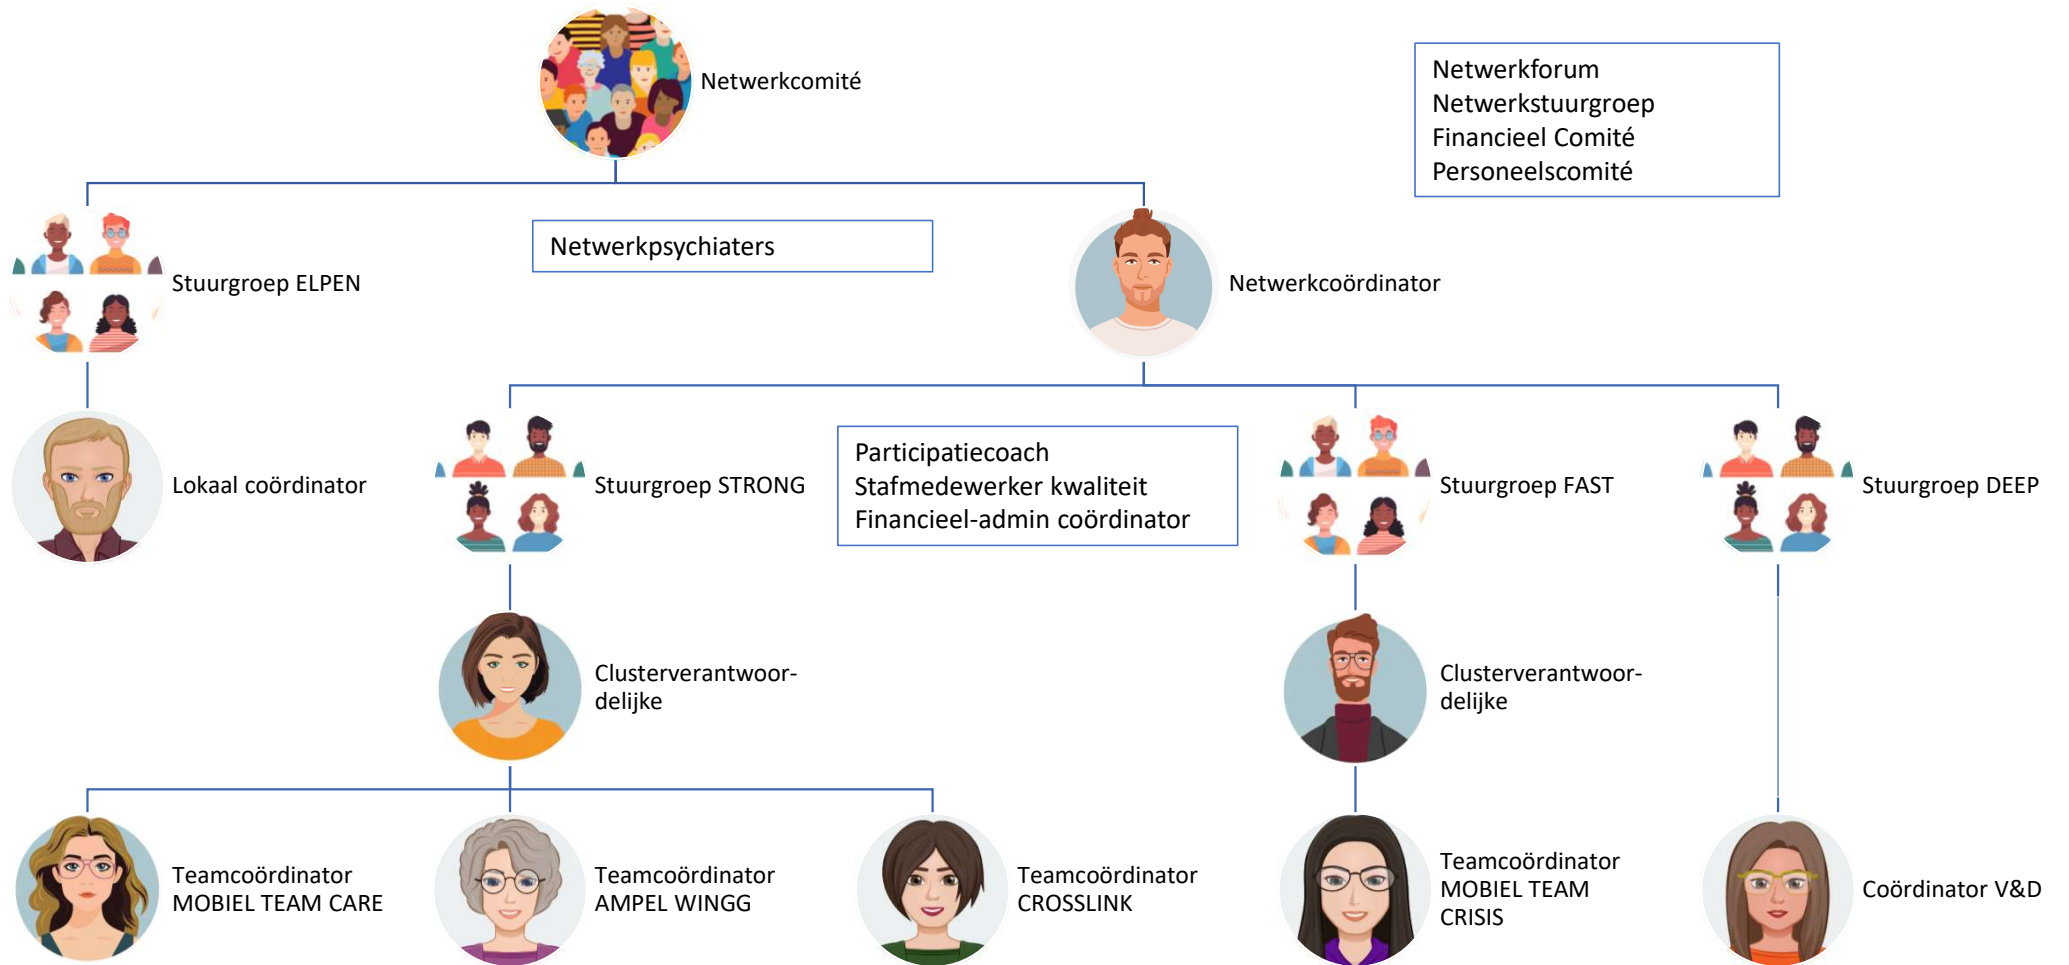 Netwerkcomité
Netwerkforum
Netwerkstuurgroep
Financieel Comité
Personeelscomité
Stuurgroep ELPEN
Netwerkpsychiaters
Netwerkcoördinator
Lokaal coördinator
Stuurgroep STRONG
Participatiecoach
Stafmedewerker kwaliteit
Financieel-admin coördinator
Stuurgroep FAST
Stuurgroep DEEP
Clusterverantwoor-
delijke
Clusterverantwoor-
delijke
Teamcoördinator
MOBIEL TEAM CARE
Teamcoördinator
AMPEL WINGG
Teamcoördinator
CROSSLINK
Teamcoördinator
MOBIEL TEAM
CRISIS
Coördinator V&D